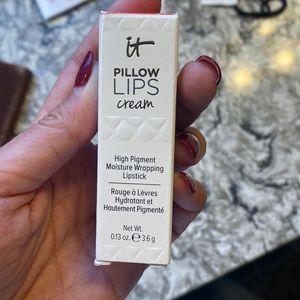 it
PILLOW
LIPS
cream
High Pigment
Moisture Wrapping
Lipstick
Rouge à Lèvres
Hydratant et
Hautement Pigmenté
Net Wt.
0.13 oz. ℮ 3.6 g